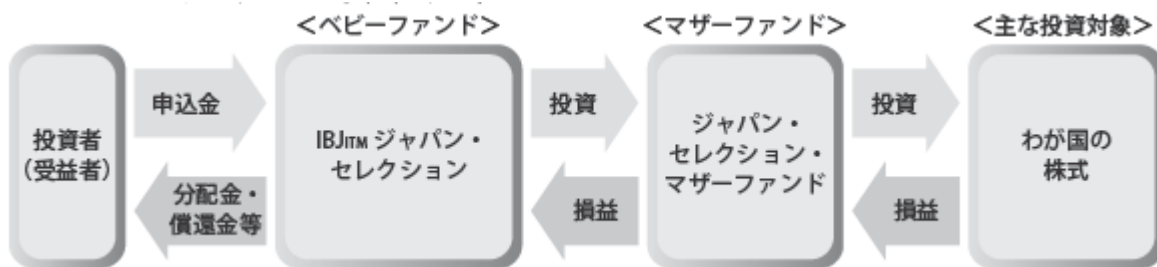 ＜ベビーファンド＞
＜マザーファンド＞
＜主な投資対象＞
投資者
（受益者）
申込金
分配金・
償還金等
IBJITM ジャパン・
セレクション
投資
損益
ジャパン・
セレクション・
マザーファンド
投資
損益
わが国の
株式